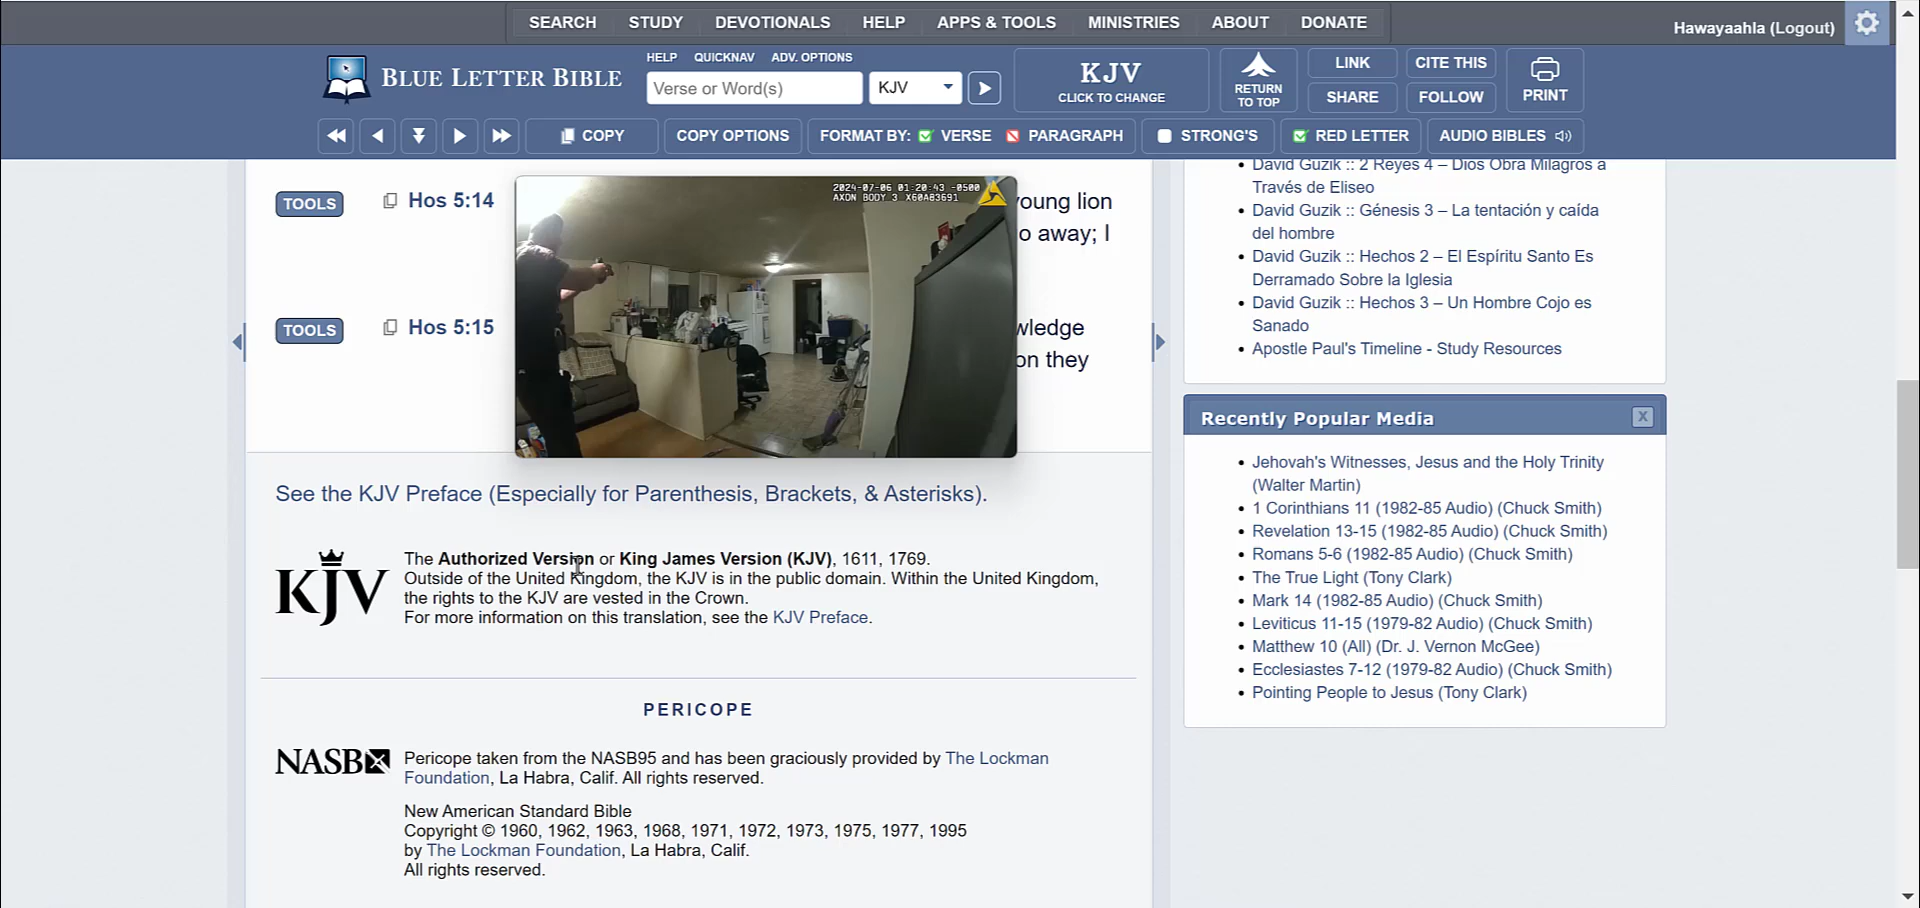 SEARCH STUDY DEVOTIONALS HELP APPS & TOOLS MINISTRIES ABOUT DONATE
Hawayaahla (Logout)
BLUE LETTER BIBLE
HELP QUICKNAV ADV. OPTIONS
Verse or Word(s) KJV
KJV
CLICK TO CHANGE
RETURN
TO TOP
LINK CITE THIS
SHARE FOLLOW
PRINT
COPY COPY OPTIONS FORMAT BY: VERSE PARAGRAPH STRONG'S RED LETTER AUDIO BIBLES
TOOLS Hos 5:14 young lion
o away; I
TOOLS Hos 5:15 wledge
on they
2024-07-06 01:20:43 -0500
AXON BODY 3 X60A83691
See the KJV Preface (Especially for Parenthesis, Brackets, & Asterisks).
KJV
The Authorized Version or King James Version (KJV), 1611, 1769.
Outside of the United Kingdom, the KJV is in the public domain. Within the United Kingdom,
the rights to the KJV are vested in the Crown.
For more information on this translation, see the KJV Preface.
PERICOPE
NASB
Pericope taken from the NASB95 and has been graciously provided by The Lockman
Foundation, La Habra, Calif. All rights reserved.
New American Standard Bible
Copyright © 1960, 1962, 1963, 1968, 1971, 1972, 1973, 1975, 1977, 1995
by The Lockman Foundation, La Habra, Calif.
All rights reserved.
David Guzik :: 2 Reyes 4 – Dios Obra Milagros a
Través de Eliseo
David Guzik :: Génesis 3 – La tentación y caída
del hombre
David Guzik :: Hechos 2 – El Espíritu Santo Es
Derramado Sobre la Iglesia
David Guzik :: Hechos 3 – Un Hombre Cojo es
Sanado
Apostle Paul's Timeline - Study Resources
Recently Popular Media X
Jehovah's Witnesses, Jesus and the Holy Trinity
(Walter Martin)
1 Corinthians 11 (1982-85 Audio) (Chuck Smith)
Revelation 13-15 (1982-85 Audio) (Chuck Smith)
Romans 5-6 (1982-85 Audio) (Chuck Smith)
The True Light (Tony Clark)
Mark 14 (1982-85 Audio) (Chuck Smith)
Leviticus 11-15 (1979-82 Audio) (Chuck Smith)
Matthew 10 (All) (Dr. J. Vernon McGee)
Ecclesiastes 7-12 (1979-82 Audio) (Chuck Smith)
Pointing People to Jesus (Tony Clark)